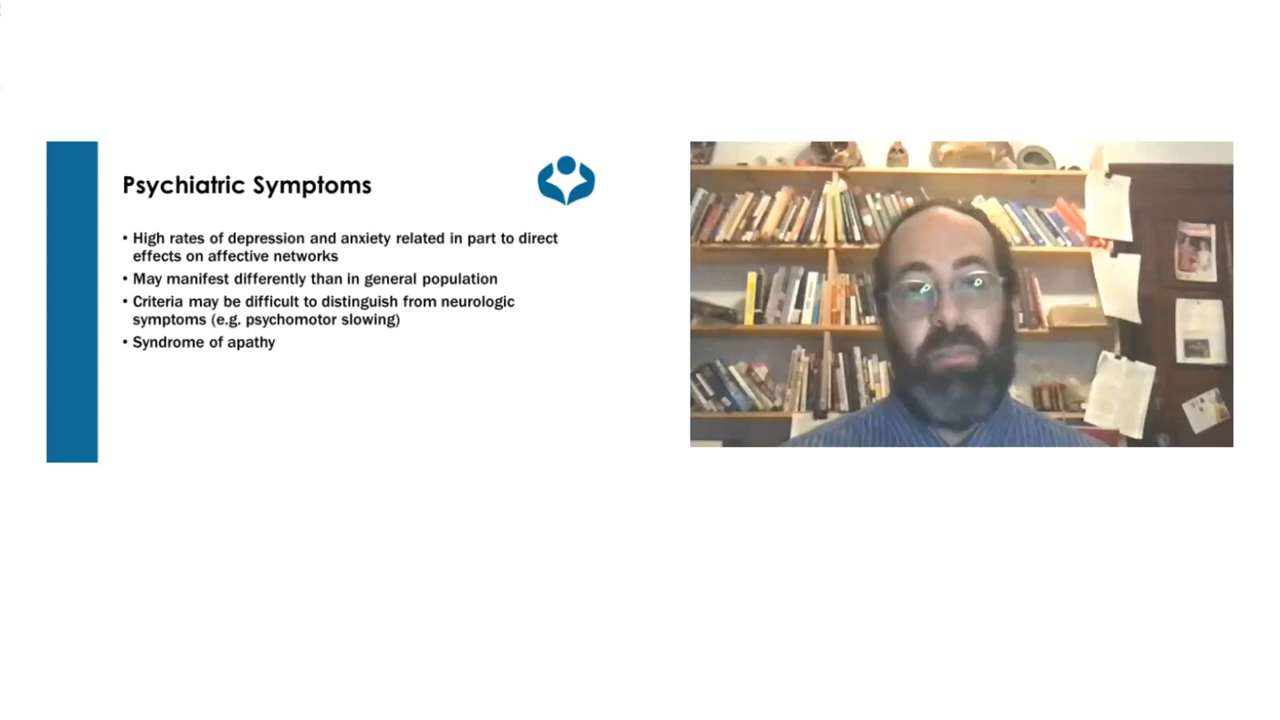 Psychiatric Symptoms
• High rates of depression and anxiety related in part to direct
effects on affective networks
• May manifest differently than in general population
• Criteria may be difficult to distinguish from neurologic
symptoms (e.g. psychomotor slowing)
• Syndrome of apathy